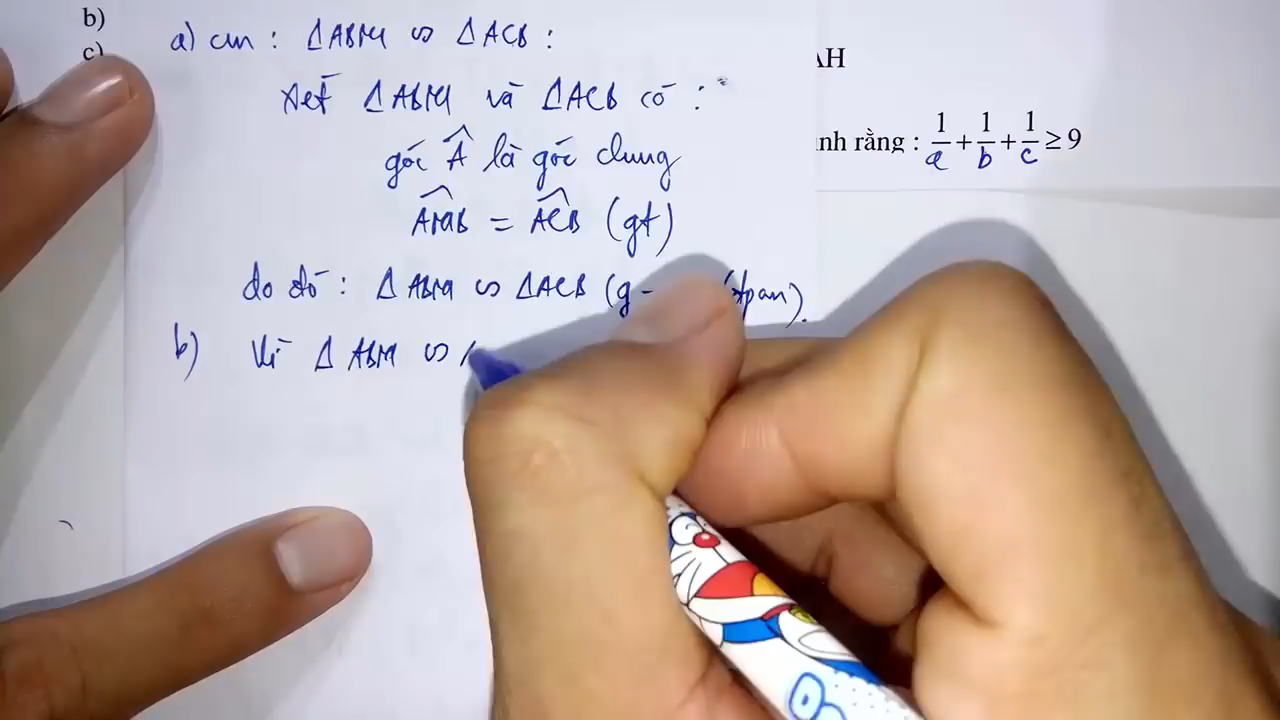 b)
c)
a) cm : ΔABM ∽ ΔACB :
Xét ΔABM và ΔACB có :
góc Â là góc chung
AMB = ACB (gt)
do đó : ΔABM ∽ ΔACB (g -
b) Vì ΔABM ∽
AH
nh rằng : 1/a + 1/b + 1/c ≥ 9